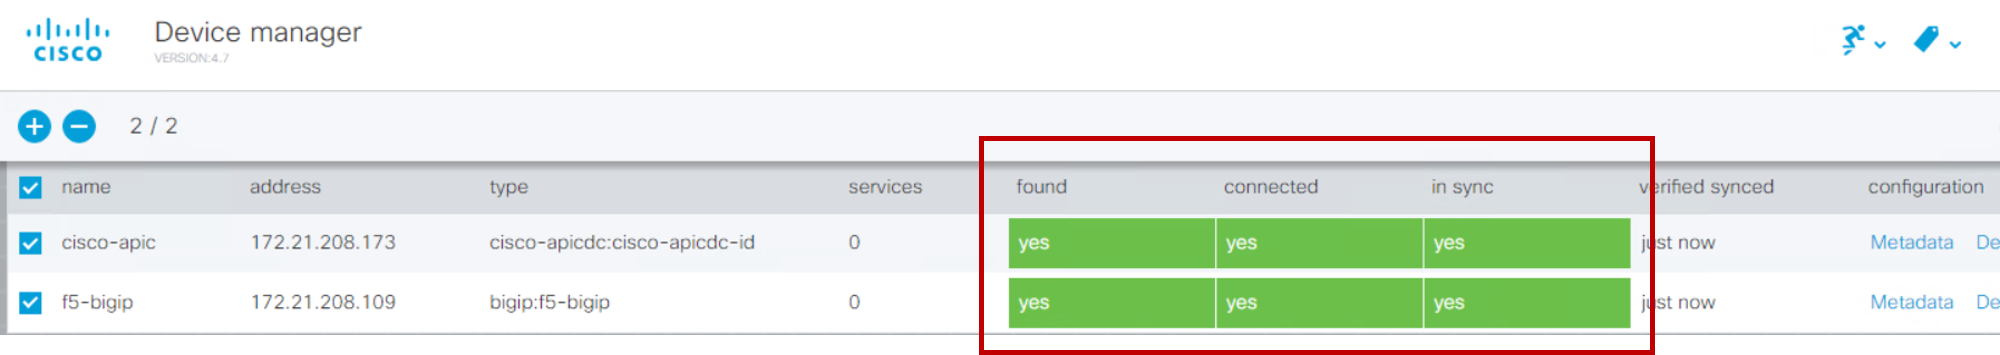 CISCO
Device manager
VERSION:4.7
2 / 2
name address type services found connected in sync verified synced configuration
cisco-apic 172.21.208.173 cisco-apicdc:cisco-apicdc-id 0 yes yes yes just now Metadata De
f5-bigip 172.21.208.109 bigip:f5-bigip 0 yes yes yes just now Metadata De